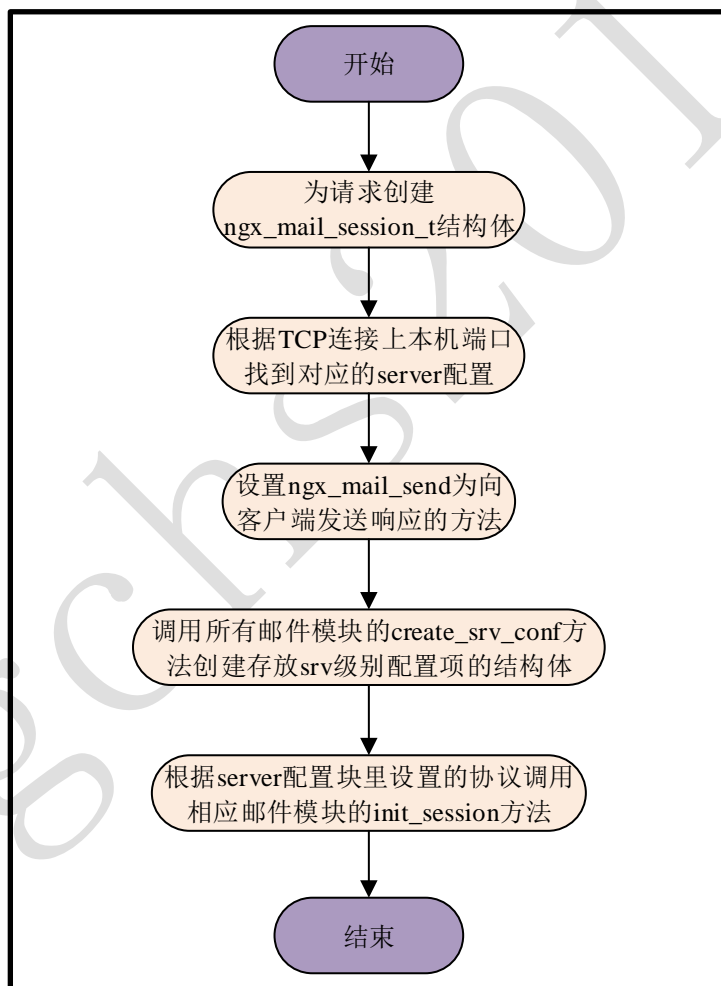 开始
为请求创建
ngx_mail_session_t结构体
根据TCP连接上本机端口
找到对应的server配置
设置ngx_mail_send为向
客户端发送响应的方法
调用所有邮件模块的create_srv_conf方
法创建存放srv级别配置项的结构体
根据server配置块里设置的协议调用
相应邮件模块的init_session方法
结束
gchs201